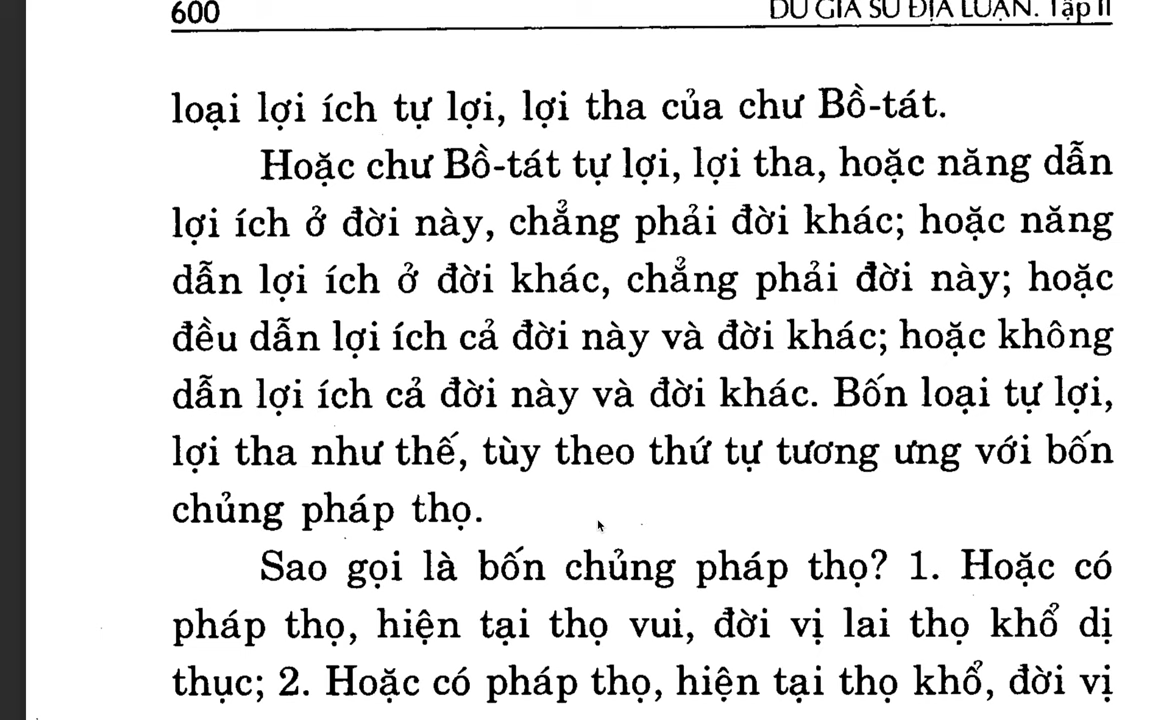 600
DU GIÀ SƯ ĐỊA LUẬN. Tập II
loại lợi ích tự lợi, lợi tha của chư Bồ-tát.
Hoặc chư Bồ-tát tự lợi, lợi tha, hoặc năng dẫn
lợi ích ở đời này, chẳng phải đời khác; hoặc năng
dẫn lợi ích ở đời khác, chẳng phải đời này; hoặc
đều dẫn lợi ích cả đời này và đời khác; hoặc không
dẫn lợi ích cả đời này và đời khác. Bốn loại tự lợi,
lợi tha như thế, tùy theo thứ tự tương ưng với bốn
chủng pháp thọ.
Sao gọi là bốn chủng pháp thọ? 1. Hoặc có
pháp thọ, hiện tại thọ vui, đời vị lai thọ khổ dị
thục; 2. Hoặc có pháp thọ, hiện tại thọ khổ, đời vị